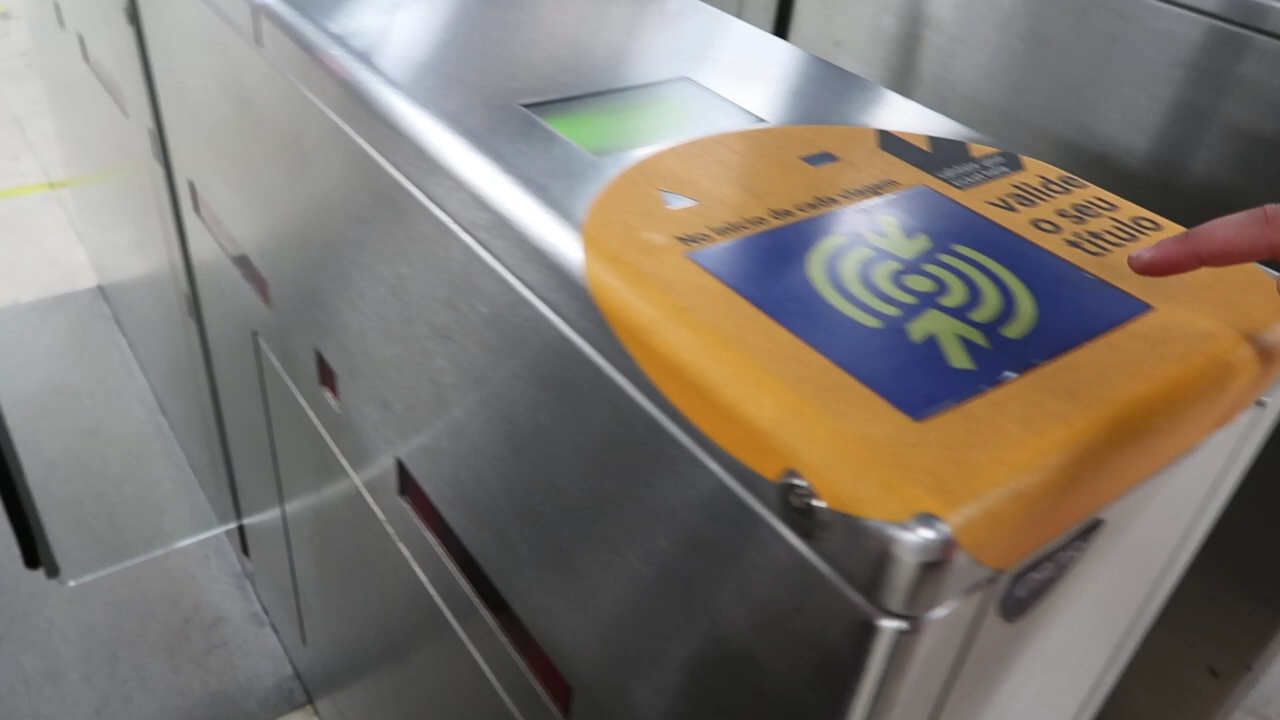 No início de cada viagem
valide
o seu
título